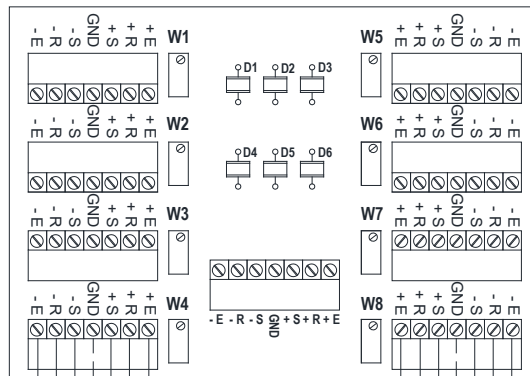 -E -R -S GND +S +R +E W1
D1 D2 D3
W5 +E +R +S GND -S -R -E
-E -R -S GND +S +R +E W2
D4 D5 D6
W6 +E +R +S GND -S -R -E
-E -R -S GND +S +R +E W3
W7 +E +R +S GND -S -R -E
-E -R -S GND +S +R +E W4
-E -R -S GND +S +R +E
W8 +E +R +S GND -S -R -E